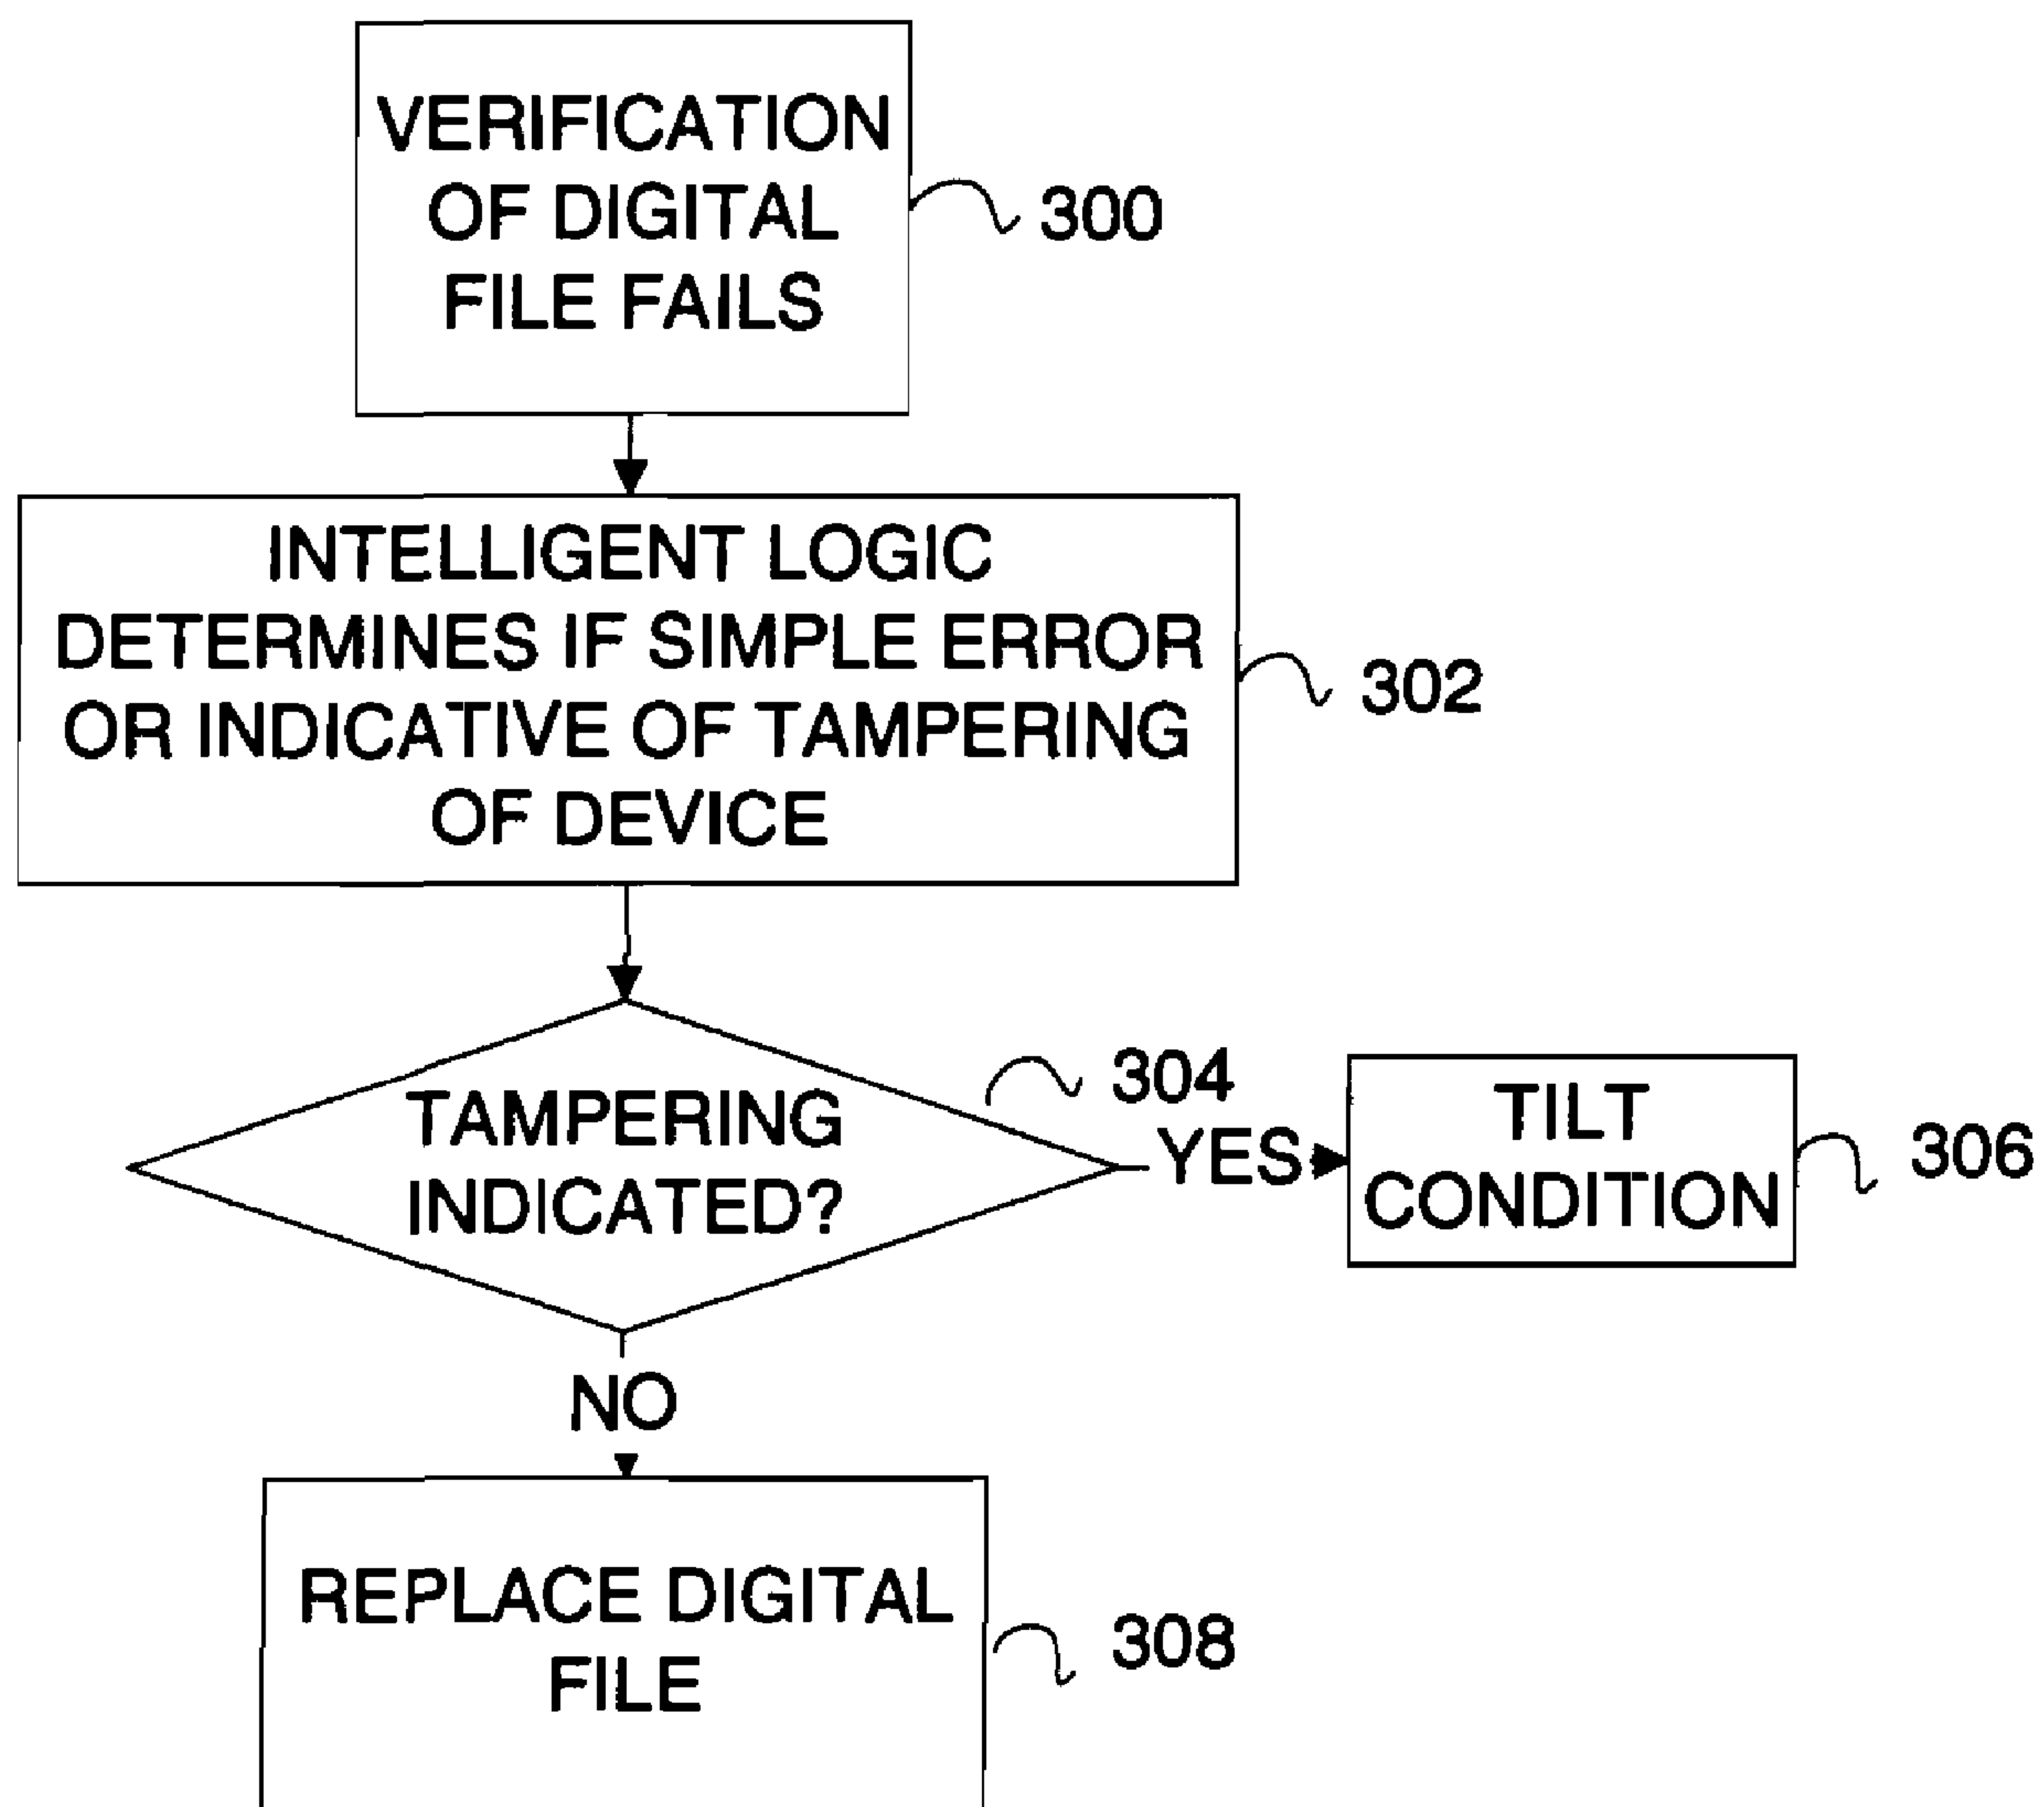 VERIFICATION
OF DIGITAL
FILE FAILS
300
INTELLIGENT LOGIC
DETERMINES IF SIMPLE ERROR
OR INDICATIVE OF TAMPERING
OF DEVICE
302
TAMPERING
INDICATED?
304
YES
TILT
CONDITION
306
NO
REPLACE DIGITAL
FILE
308